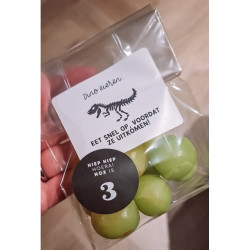 Dino eieren
EET SNEL OP, VOORDAT
ZE UITKOMEN!
HIEP HIEP
HOERA!
NOX IS
3